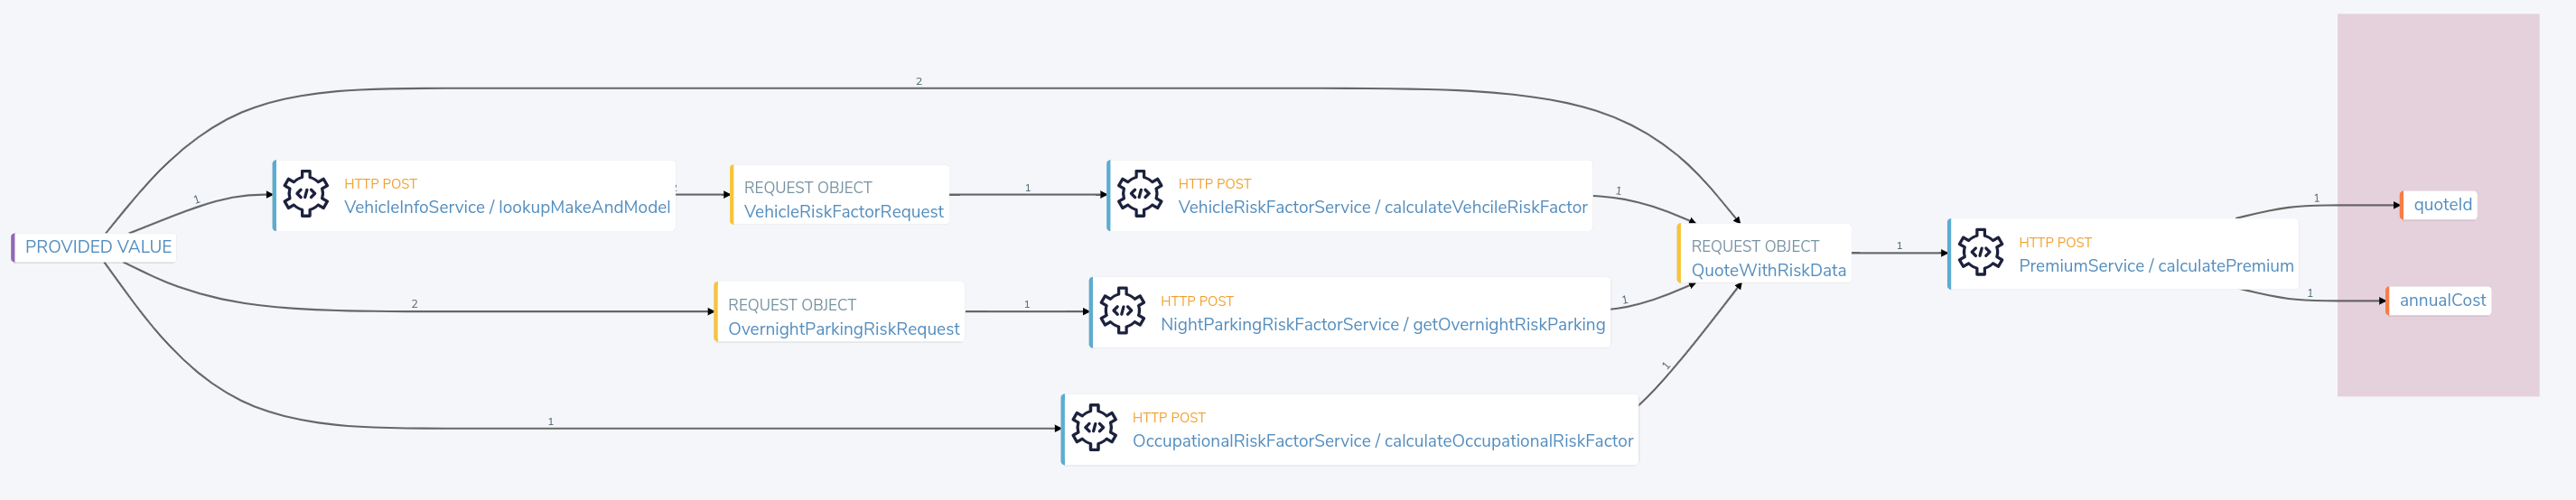 2
1
HTTP POST
VehicleInfoService / lookupMakeAndModel
REQUEST OBJECT
VehicleRiskFactorRequest
1
HTTP POST
VehicleRiskFactorService / calculateVehcileRiskFactor
1
PROVIDED VALUE
2
REQUEST OBJECT
OvernightParkingRiskRequest
1
HTTP POST
NightParkingRiskFactorService / getOvernightRiskParking
1
1
HTTP POST
OccupationalRiskFactorService / calculateOccupationalRiskFactor
1
REQUEST OBJECT
QuoteWithRiskData
1
HTTP POST
PremiumService / calculatePremium
1
quoteId
1
annualCost